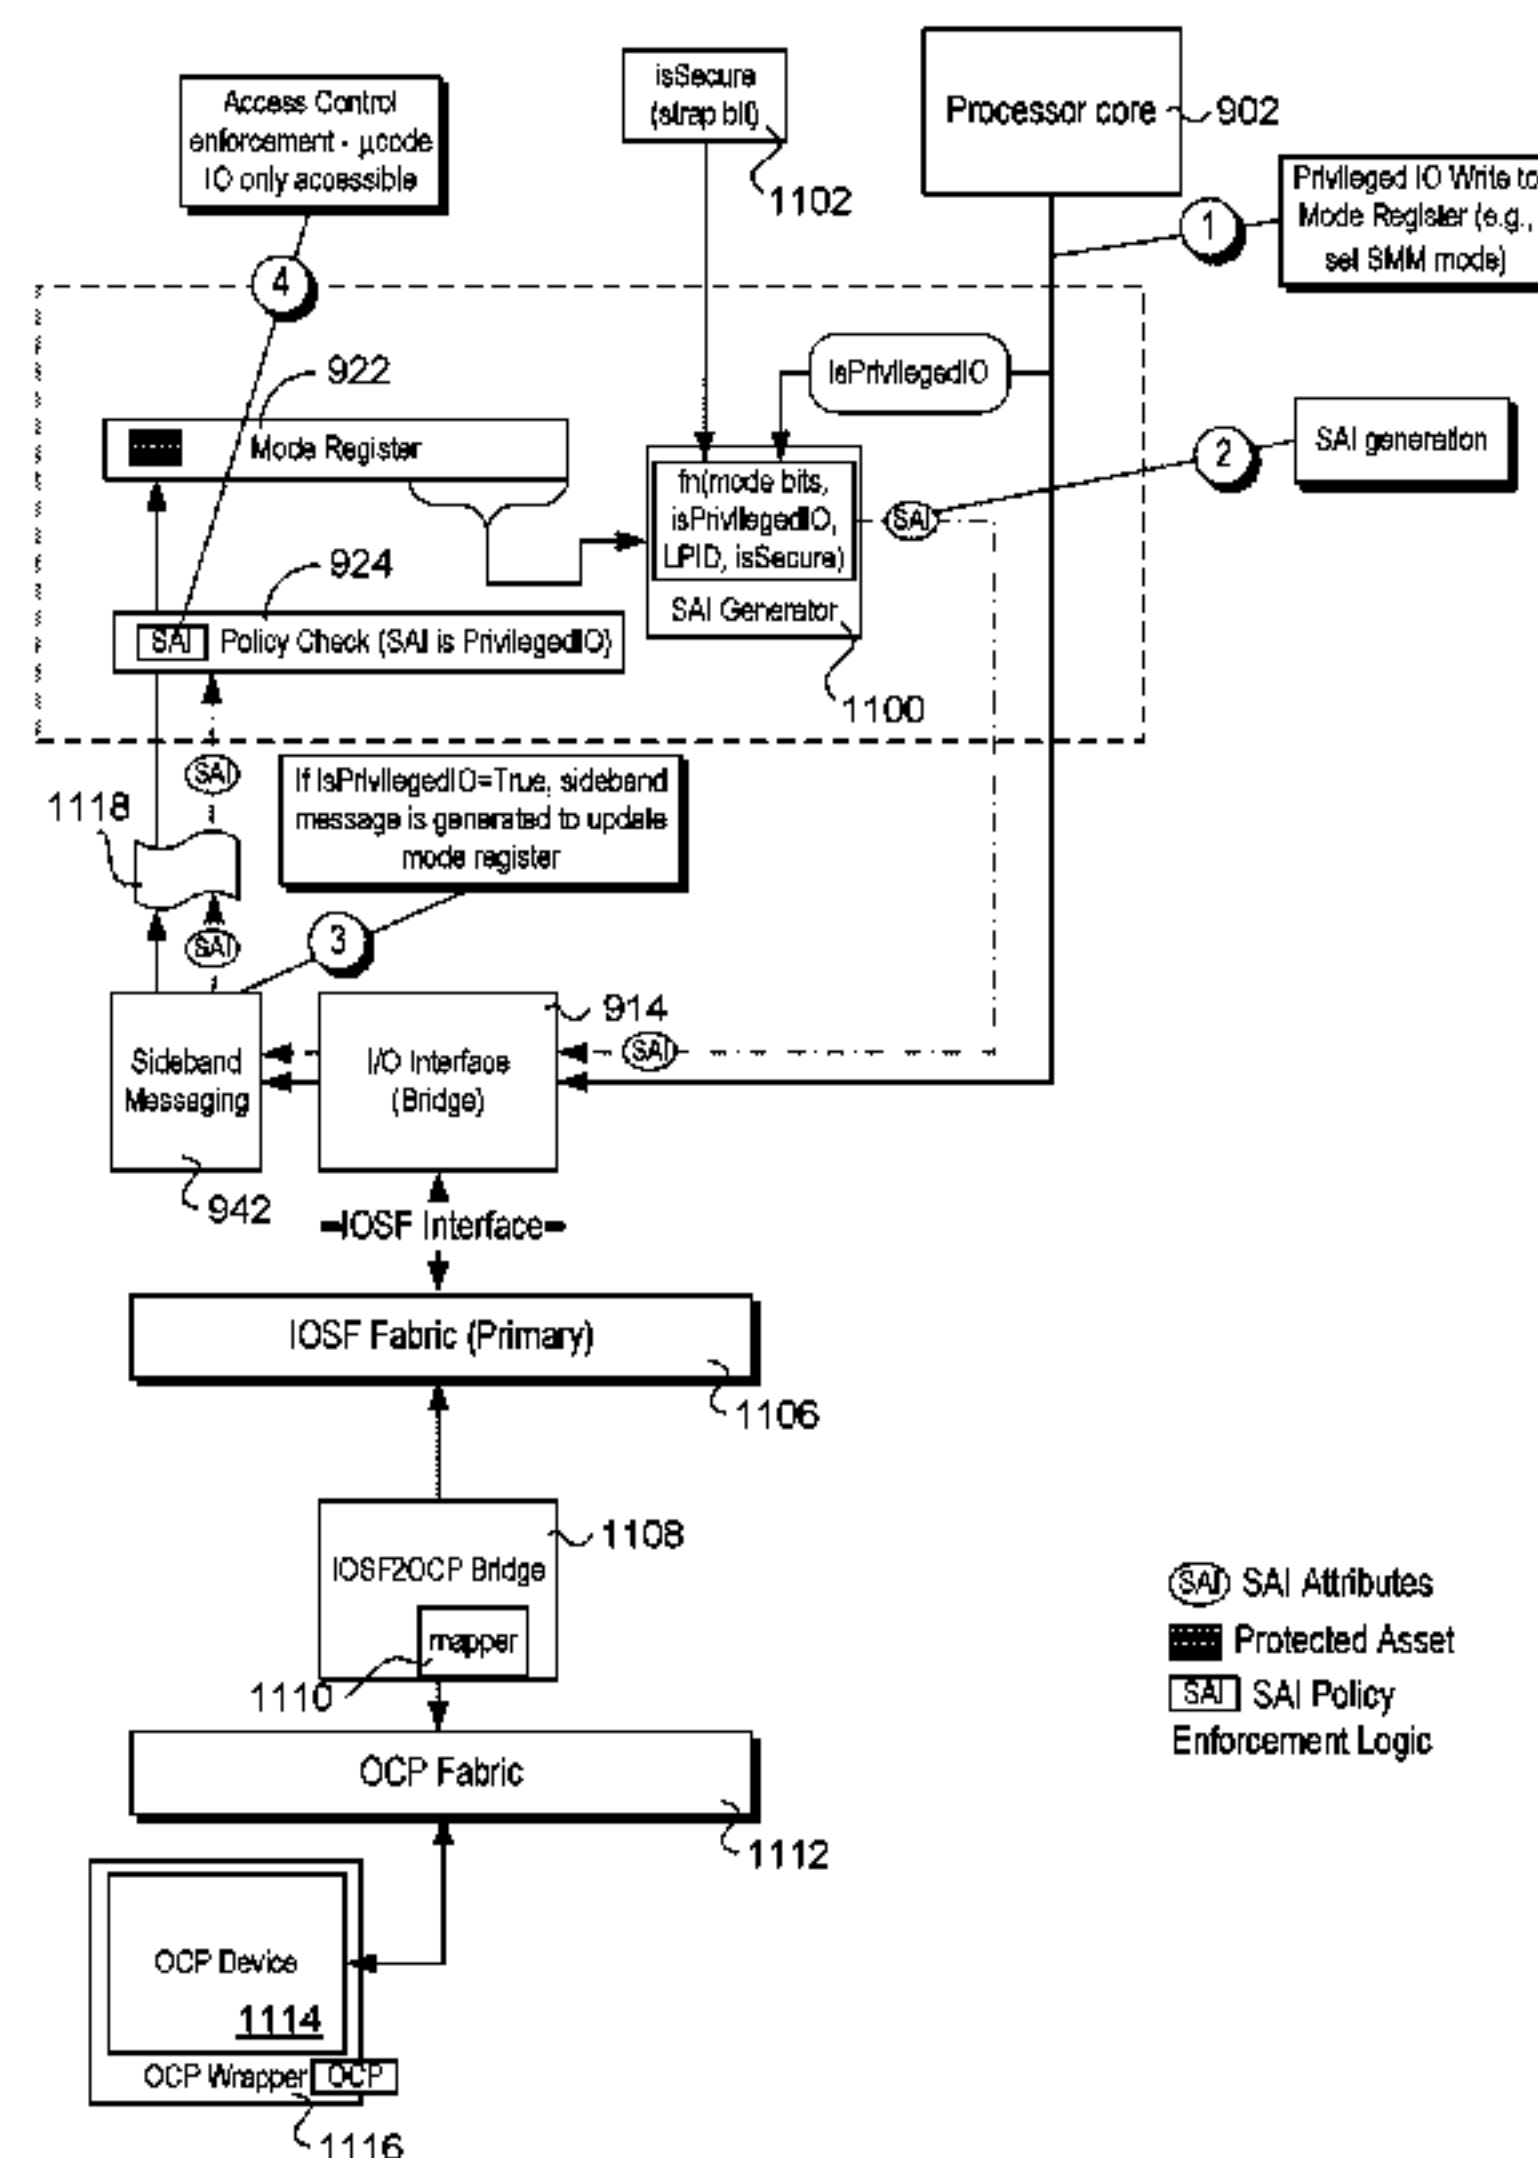 Access Control
enforcement - µcode
IO only accessible
isSecure
(strap bit)
1102
Processor core
902
Privileged IO Write to
Mode Register (e.g.,
set SMM mode)
1
4
922
IsPrivilegedIO
Mode Register
fn(mode bits,
isPrivilegedIO,
LPID, isSecure)
SAI Generator
1100
SAI
2
SAI generation
924
SAI Policy Check (SAI is PrivilegedIO)
SAI
1118
If IsPrivilegedIO=True, sideband
message is generated to update
mode register
SAI
3
Sideband
Messaging
942
I/O Interface
(Bridge)
914
SAI
IOSF Interface
IOSF Fabric (Primary)
1106
IOSF2OCP Bridge
1108
mapper
1110
OCP Fabric
1112
OCP Device
1114
OCP Wrapper
OCP
1116
SAI SAI Attributes
Protected Asset
SAI SAI Policy
Enforcement Logic